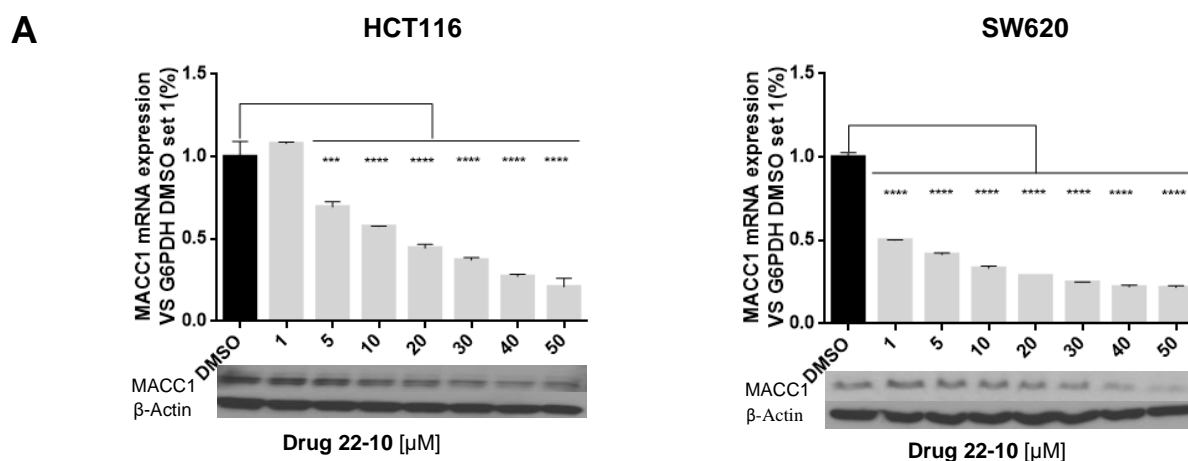 A
HCT116
MACC1 mRNA expression
VS G6PDH DMSO set 1(%)
1.5
1.0
0.5
0.0
*** **** **** **** **** ****
DMSO 1 5 10 20 30 40 50
MACC1
β-Actin
Drug 22-10 [µM]
SW620
MACC1 mRNA expression
VS G6PDH DMSO set 1(%)
1.5
1.0
0.5
0.0
**** **** **** **** **** **** ****
DMSO 1 5 10 20 30 40 50
MACC1
β-Actin
Drug 22-10 [µM]